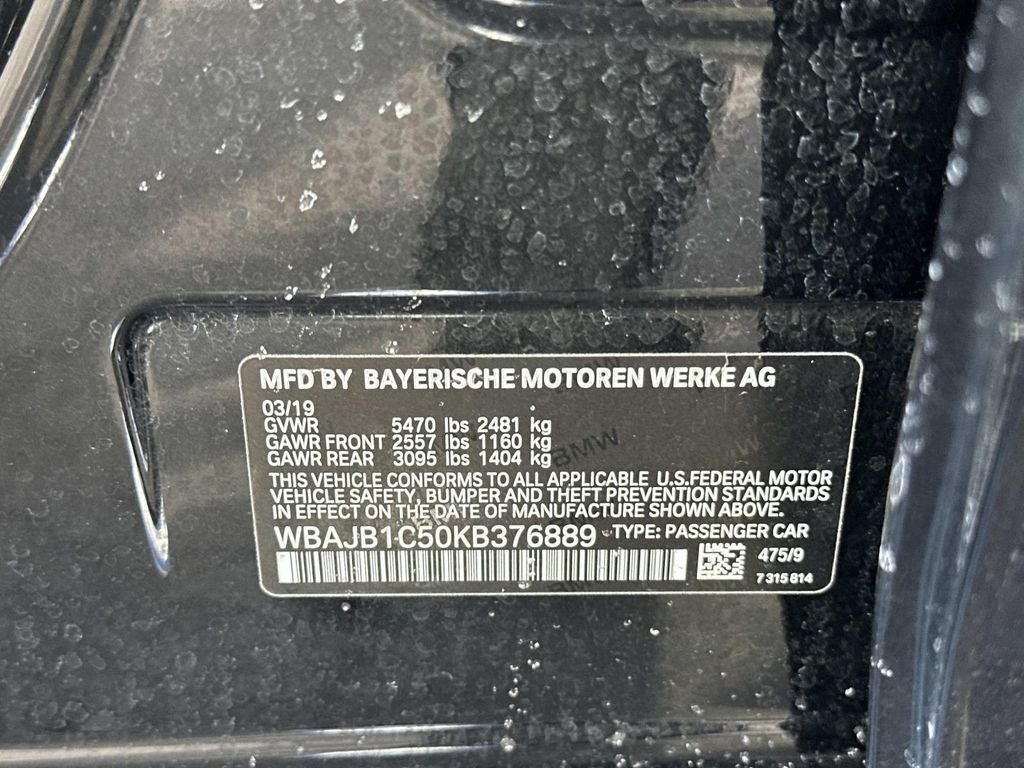 MFD BY BAYERISCHE MOTOREN WERKE AG
03/19
GVWR 5470 lbs 2481 kg
GAWR FRONT 2557 lbs 1160 kg
GAWR REAR 3095 lbs 1404 kg
THIS VEHICLE CONFORMS TO ALL APPLICABLE U.S.FEDERAL MOTOR
VEHICLE SAFETY, BUMPER AND THEFT PREVENTION STANDARDS
IN EFFECT ON THE DATE OF MANUFACTURE SHOWN ABOVE.
WBAJB1C50KB376889 TYPE: PASSENGER CAR
475/9
7 315 814
BMW